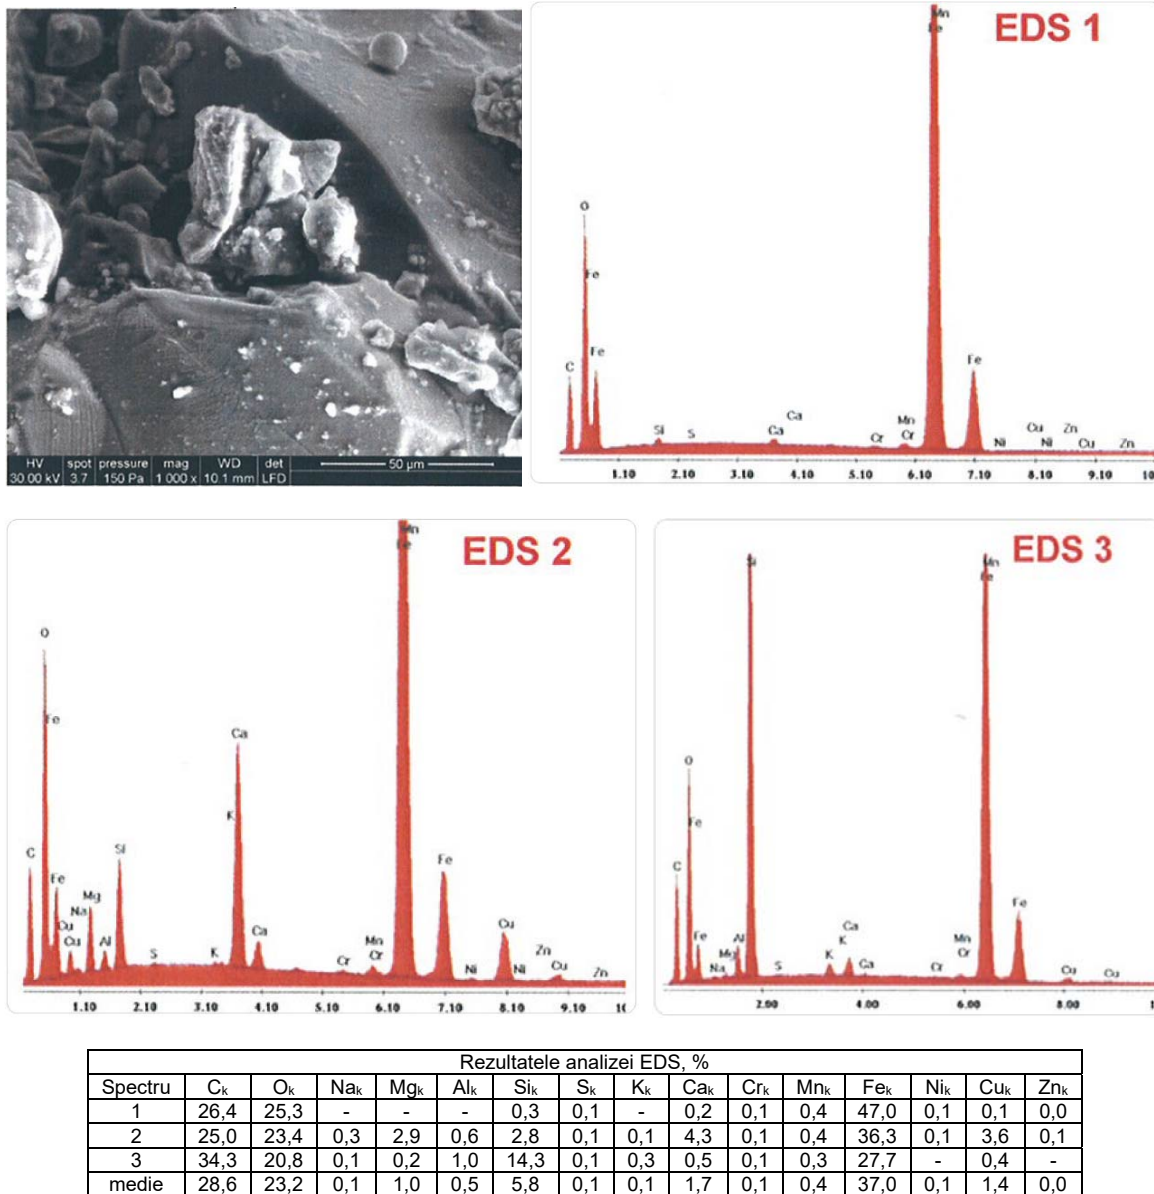 HV spot pressure mag WD det
30.00 kV 3.7 150 Pa 1 000 x 10.1 mm LFD
50 µm
EDS 1
Mn
Fe
O
Fe
Fe
C
Si
S
Ca
Ca
Cr
Mn
Cr
Fe
Ni
Cu
Ni
Zn
Cu
Zn
1.10 2.10 3.10 4.10 5.10 6.10 7.10 8.10 9.10 10
EDS 2
Mn
Fe
O
Fe
C
Fe
Cu
Cu
Na
Mg
Al
Si
S
K
K
Ca
Ca
Cr
Mn
Cr
Fe
Ni
Cu
Ni
Zn
Cu
Zn
1.10 2.10 3.10 4.10 5.10 6.10 7.10 8.10 9.10 10
EDS 3
Si
Mn
Fe
O
Fe
C
Fe
Na
Mg
Al
S
K
K
Ca
Ca
Cr
Mn
Cr
Fe
Cu
Cu
2.00 4.00 6.00 8.00 1
Rezultatele analizei EDS, %
Spectru Ck Ok Nak Mgk Alk Sik Sk Kk Cak Crk Mnk Fek Nik Cuk Znk
1 26,4 25,3 - - - 0,3 0,1 - 0,2 0,1 0,4 47,0 0,1 0,1 0,0
2 25,0 23,4 0,3 2,9 0,6 2,8 0,1 0,1 4,3 0,1 0,4 36,3 0,1 3,6 0,1
3 34,3 20,8 0,1 0,2 1,0 14,3 0,1 0,3 0,5 0,1 0,3 27,7 - 0,4 -
medie 28,6 23,2 0,1 1,0 0,5 5,8 0,1 0,1 1,7 0,1 0,4 37,0 0,1 1,4 0,0